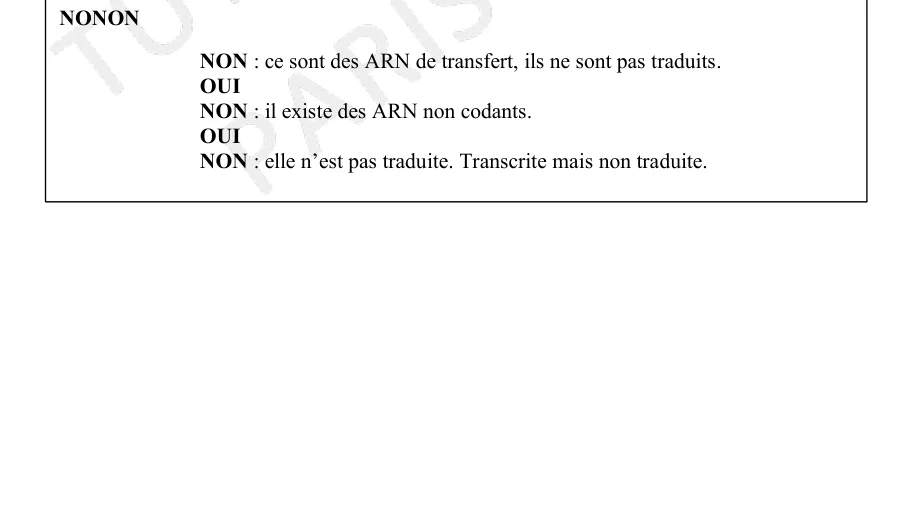 NONON
NON : ce sont des ARN de transfert, ils ne sont pas traduits.
OUI
NON : il existe des ARN non codants.
OUI
NON : elle n’est pas traduite. Transcrite mais non traduite.
PARIS